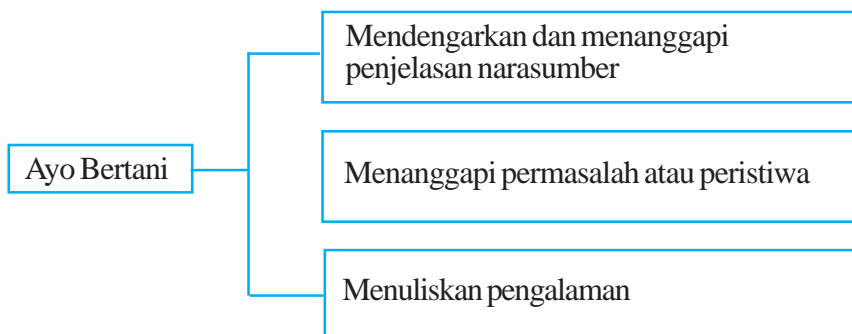 Mendengarkan dan menanggapi
penjelasan narasumber
Ayo Bertani
Menanggapi permasalah atau peristiwa
Menuliskan pengalaman